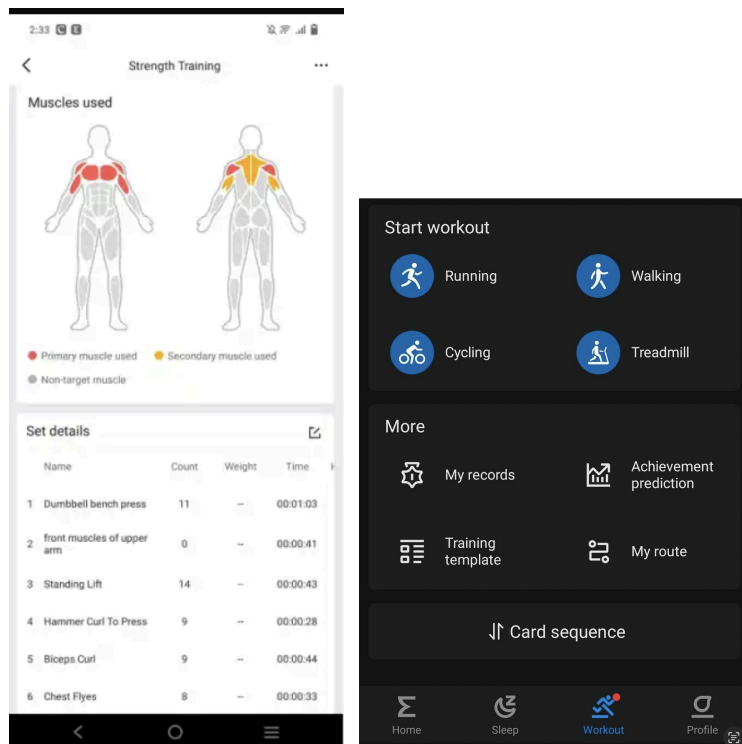 2:33
Strength Training
Muscles used
Primary muscle used
Secondary muscle used
Non-target muscle
Set details
Name Count Weight Time
1 Dumbbell bench press 11 -- 00:01:03
2 front muscles of upper
arm 0 -- 00:00:41
3 Standing Lift 14 -- 00:00:43
4 Hammer Curl To Press 9 -- 00:00:28
5 Biceps Curl 9 -- 00:00:44
6 Chest Flyes 8 -- 00:00:33
Start workout
Running Walking
Cycling Treadmill
More
My records Achievement
prediction
Training
template My route
Card sequence
Home Sleep Workout Profile